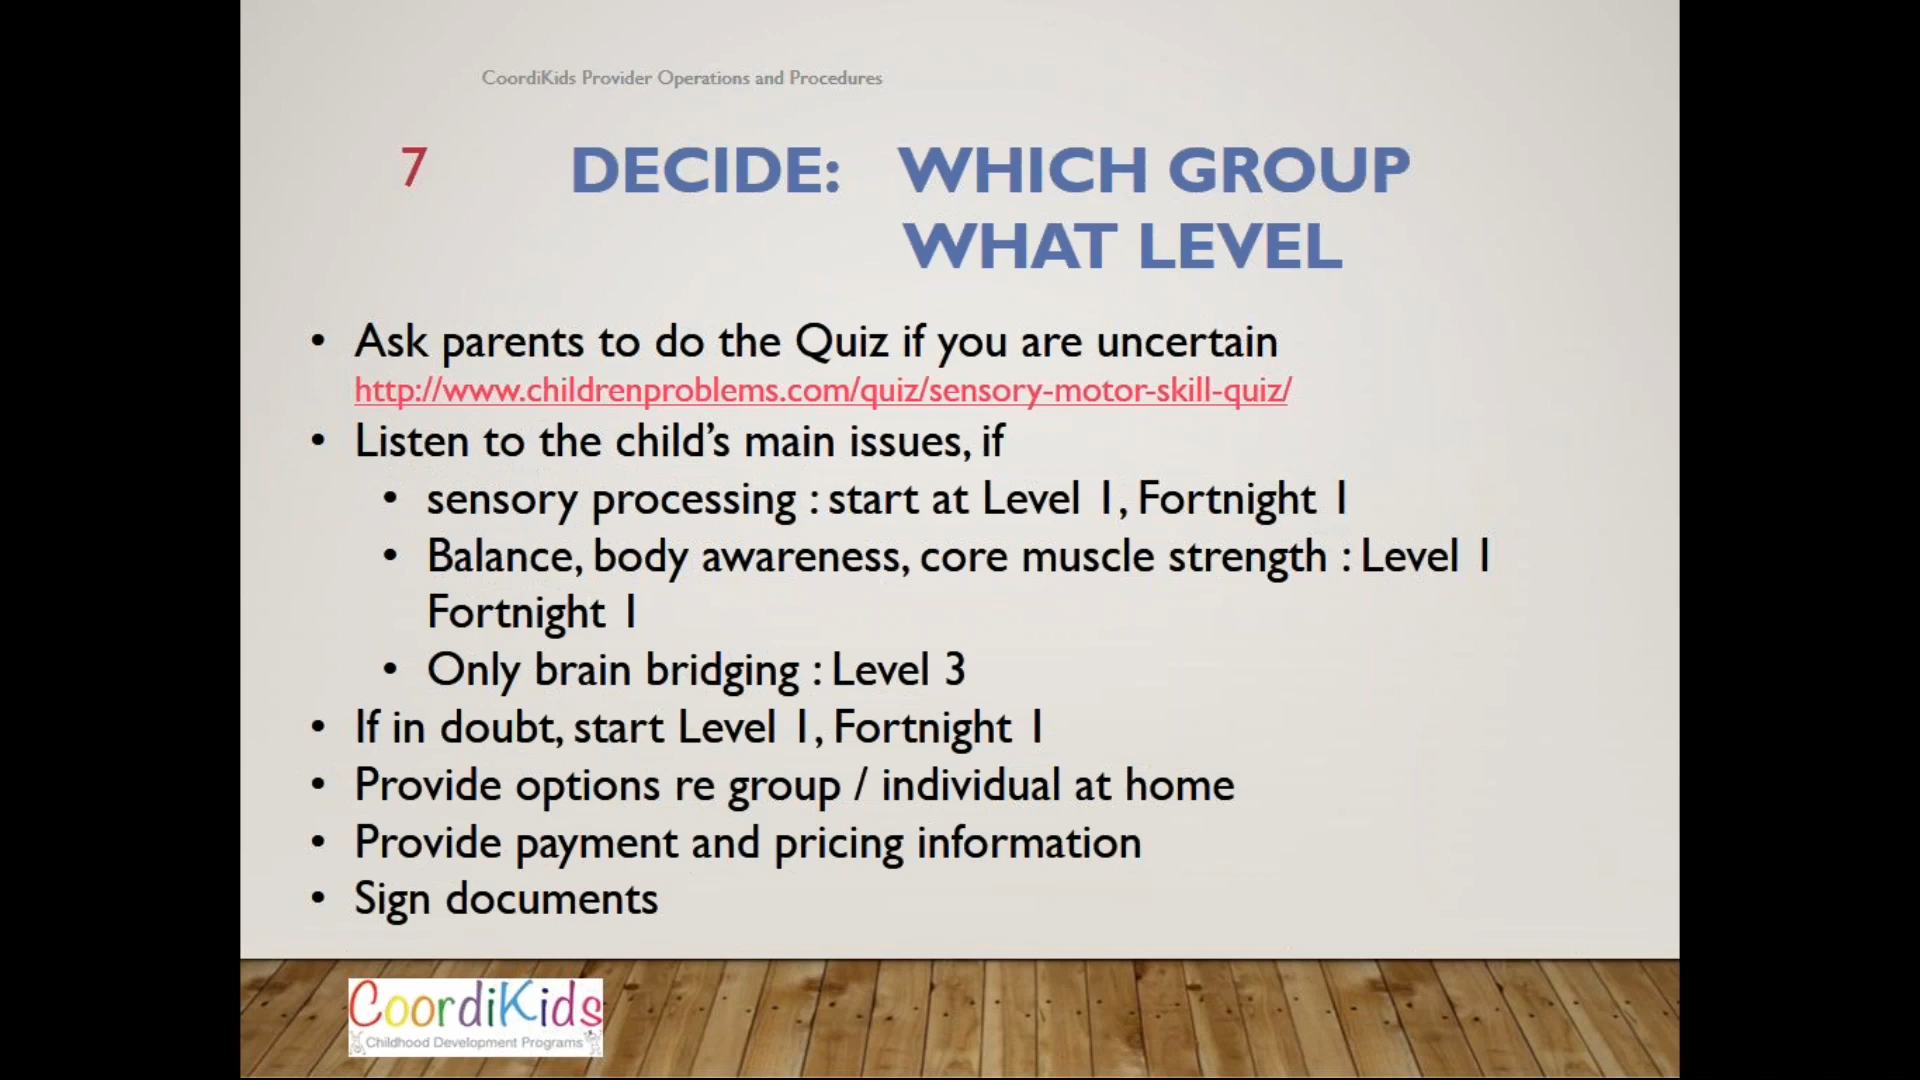 CoordiKids Provider Operations and Procedures
7
DECIDE: WHICH GROUP
WHAT LEVEL
• Ask parents to do the Quiz if you are uncertain
http://www.childrenproblems.com/quiz/sensory-motor-skill-quiz/
• Listen to the child’s main issues, if
• sensory processing : start at Level 1, Fortnight 1
• Balance, body awareness, core muscle strength : Level 1
Fortnight 1
• Only brain bridging : Level 3
• If in doubt, start Level 1, Fortnight 1
• Provide options re group / individual at home
• Provide payment and pricing information
• Sign documents
CoordiKids
Childhood Development Programs